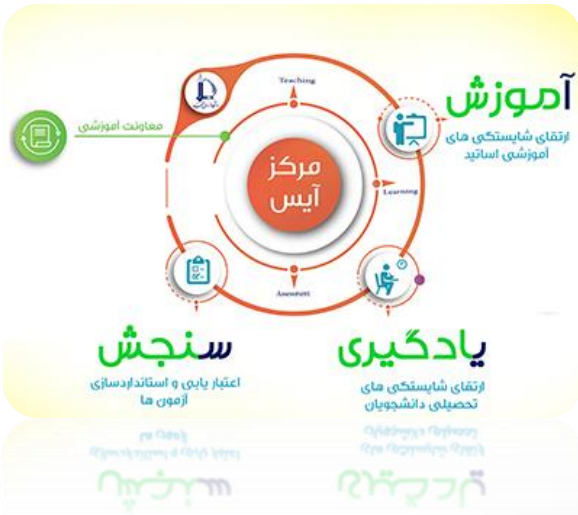 Teaching
آموزش
ارتقای شایستگی های
آموزشی اساتید
معاونت آموزشی
مرکز
آیس
Learning
Assessment
سنجش
اعتبار یابی و استانداردسازی
آزمون ها
یادگیری
ارتقای شایستگی های
تحصیلی دانشجویان